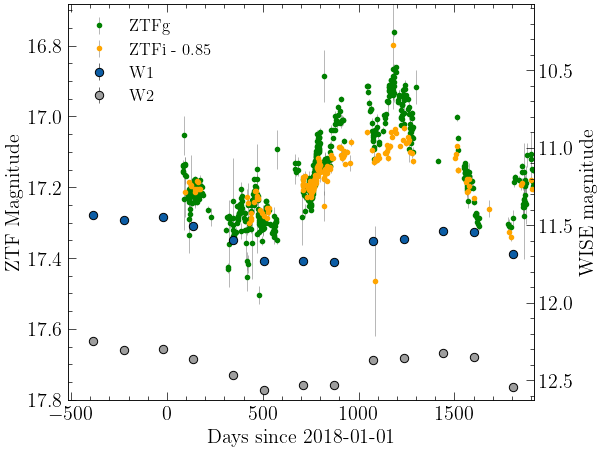 ZTFg
ZTFi - 0.85
W1
W2
16.8
17.0
17.2
17.4
17.6
17.8
ZTF Magnitude
10.5
11.0
11.5
12.0
12.5
WISE magnitude
−500
0
500
1000
1500
Days since 2018-01-01